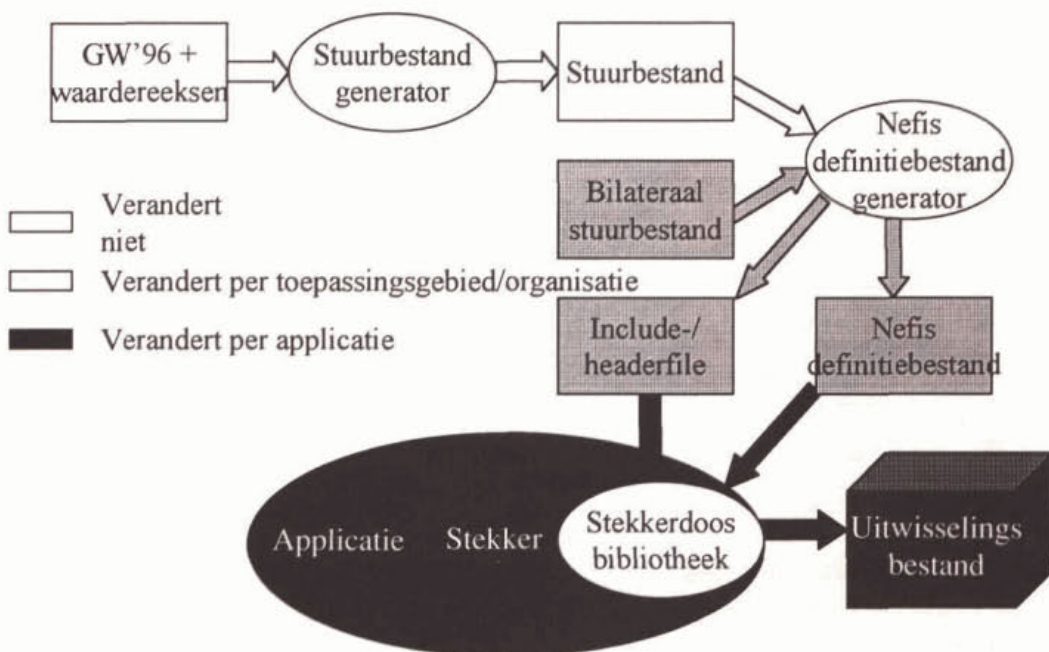 GW'96 +
waardereeksen
Stuurbestand
generator
Stuurbestand
Nefis
definitiebestand
generator
Bilateraal
stuurbestand
Verandert
niet
Verandert per toepassingsgebied/organisatie
Verandert per applicatie
Include-/
headerfile
Nefis
definitiebestand
Applicatie
Stekker
Stekkerdoos
bibliotheek
Uitwisselings
bestand